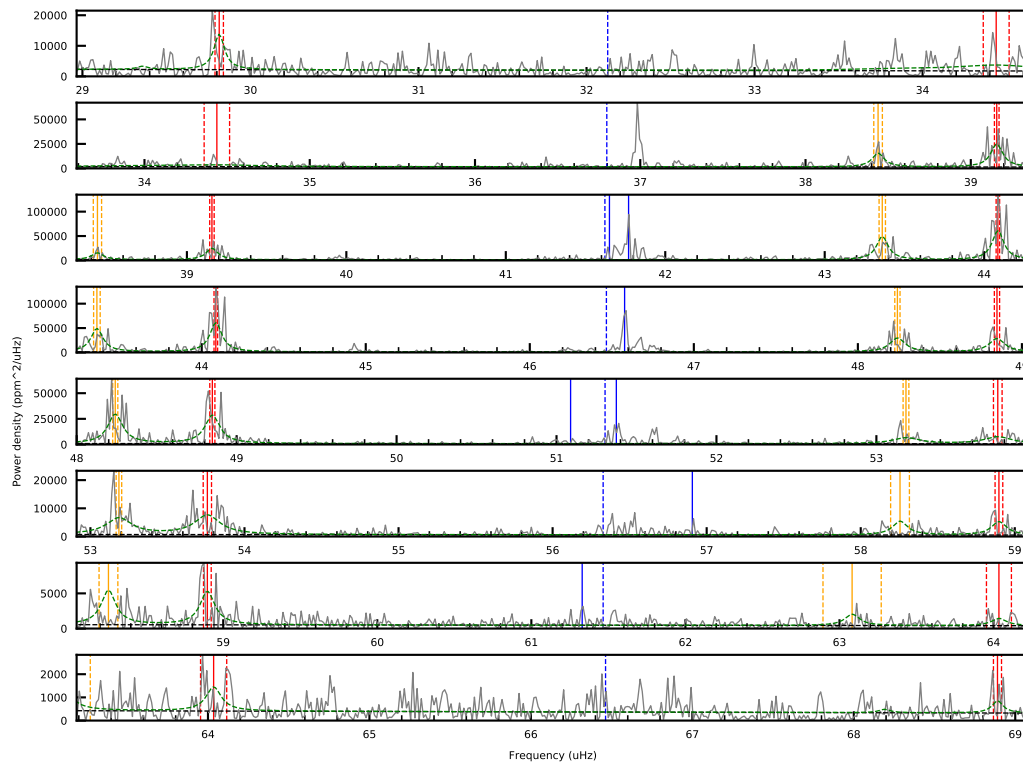 20000
10000
0
29 30 31 32 33 34
50000
25000
0
34 35 36 37 38 39
100000
50000
0
39 40 41 42 43 44
100000
50000
0
44 45 46 47 48 49
50000
25000
0
48 49 50 51 52 53
20000
10000
0
53 54 55 56 57 58 59
5000
0
59 60 61 62 63 64
2000
1000
0
64 65 66 67 68 69
Power density (ppm^2/uHz)
Frequency (uHz)